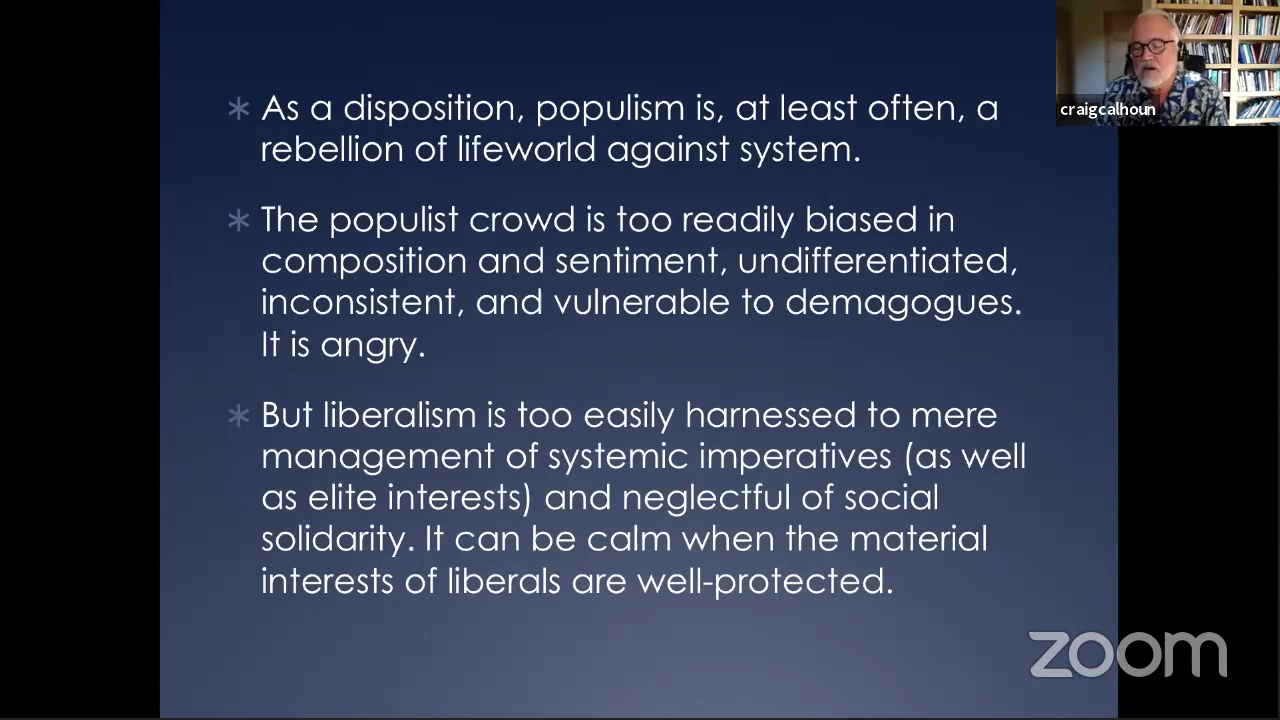 * As a disposition, populism is, at least often, a
rebellion of lifeworld against system.
* The populist crowd is too readily biased in
composition and sentiment, undifferentiated,
inconsistent, and vulnerable to demagogues.
It is angry.
* But liberalism is too easily harnessed to mere
management of systemic imperatives (as well
as elite interests) and neglectful of social
solidarity. It can be calm when the material
interests of liberals are well-protected.
craigcalhoun
zoom